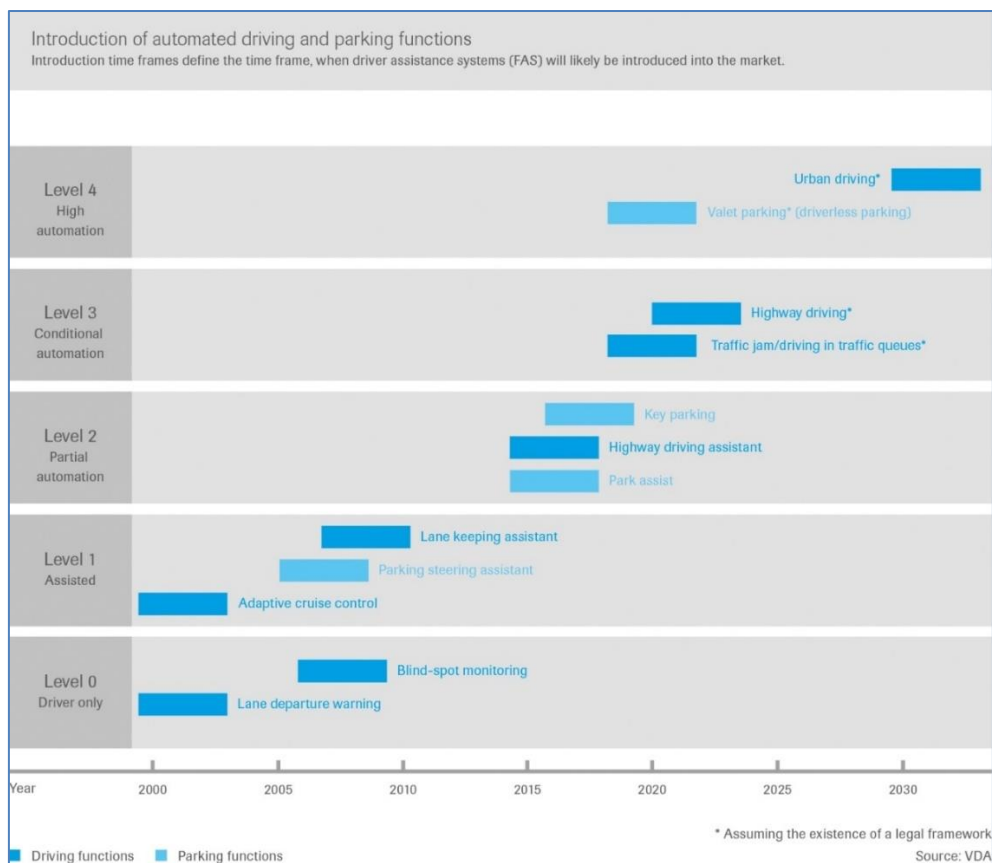 Introduction of automated driving and parking functions
Introduction time frames define the time frame, when driver assistance systems (FAS) will likely be introduced into the market.
Level 4
High
automation
Urban driving*
Valet parking* (driverless parking)
Level 3
Conditional
automation
Highway driving*
Traffic jam/driving in traffic queues*
Level 2
Partial
automation
Key parking
Highway driving assistant
Park assist
Level 1
Assisted
Lane keeping assistant
Parking steering assistant
Adaptive cruise control
Level 0
Driver only
Blind-spot monitoring
Lane departure warning
Year 2000 2005 2010 2015 2020 2025 2030
* Assuming the existence of a legal framework
Driving functions Parking functions Source: VDA